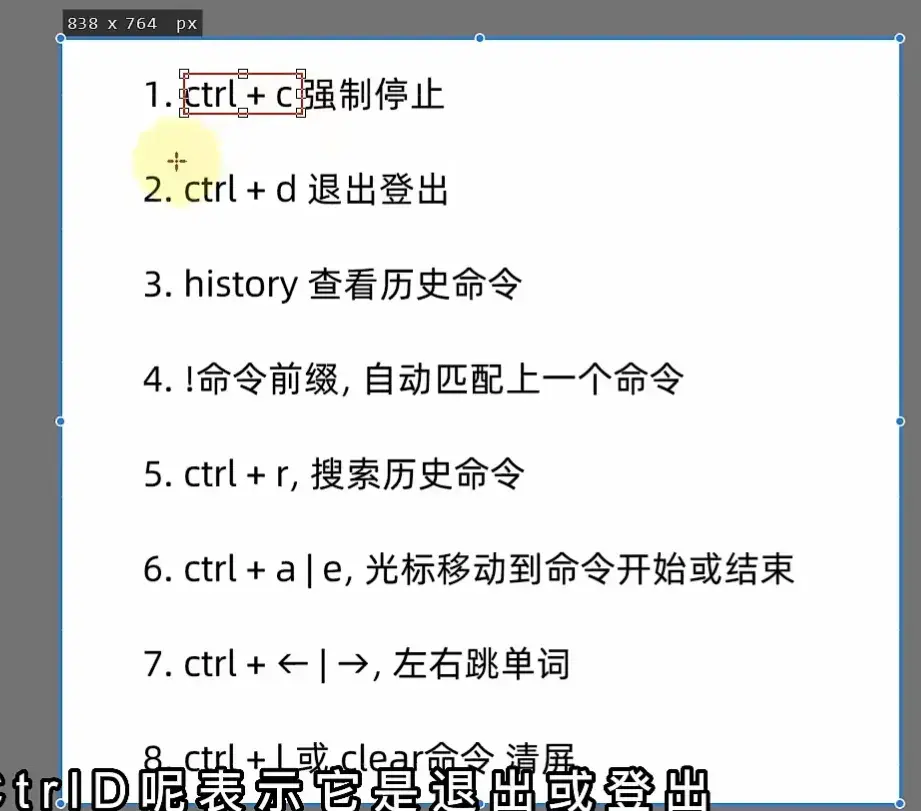 838 x 764 px
1. ctrl + c 强制停止
2. ctrl + d 退出登出
3. history 查看历史命令
4. !命令前缀, 自动匹配上一个命令
5. ctrl + r, 搜索历史命令
6. ctrl + a | e, 光标移动到命令开始或结束
7. ctrl + ← | →, 左右跳单词
8. ctrl + l 或 clear命令 清屏
ctrlD呢表示它是退出或登出